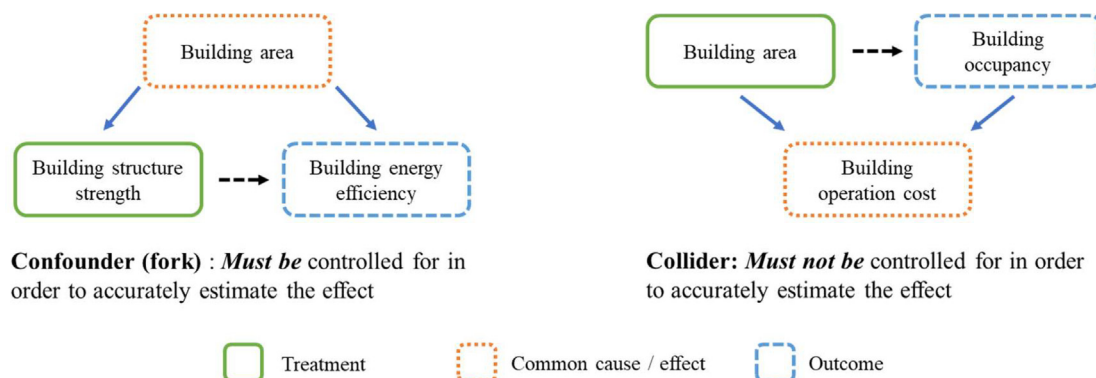 Building area
Building structure
strength
Building energy
efficiency
Confounder (fork) : Must be controlled for in
order to accurately estimate the effect
Building area
Building
occupancy
Building
operation cost
Collider: Must not be controlled for in order
to accurately estimate the effect
Treatment
Common cause / effect
Outcome